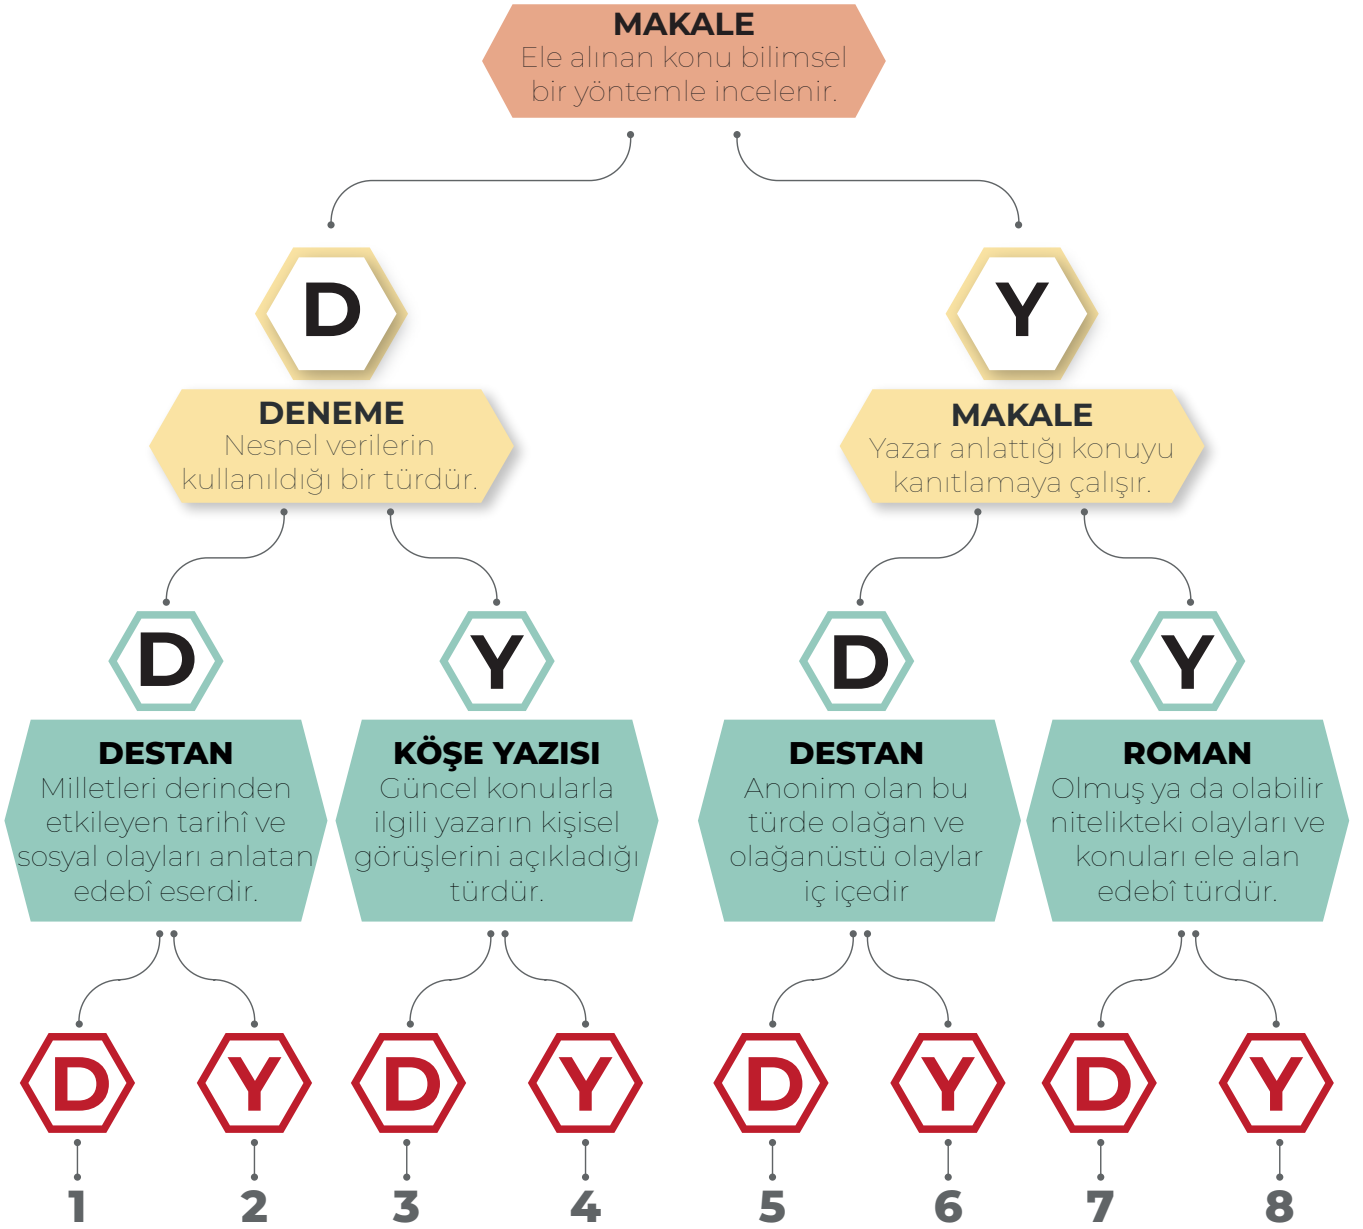 MAKALE
Ele alınan konu bilimsel
bir yöntemle incelenir.
D
Y
DENEME
Nesnel verilerin
kullanıldığı bir türdür.
MAKALE
Yazar anlattığı konuyu
kanıtlamaya çalışır.
D
Y
D
Y
DESTAN
Milletleri derinden
etkileyen tarihî ve
sosyal olayları anlatan
edebî eserdir.
KÖŞE YAZISI
Güncel konularla
ilgili yazarın kişisel
görüşlerini açıkladığı
türdür.
DESTAN
Anonim olan bu
türde olağan ve
olağanüstü olaylar
iç içedir
ROMAN
Olmuş ya da olabilir
nitelikteki olayları ve
konuları ele alan
edebî türdür.
D
Y
D
Y
D
Y
D
Y
1
2
3
4
5
6
7
8